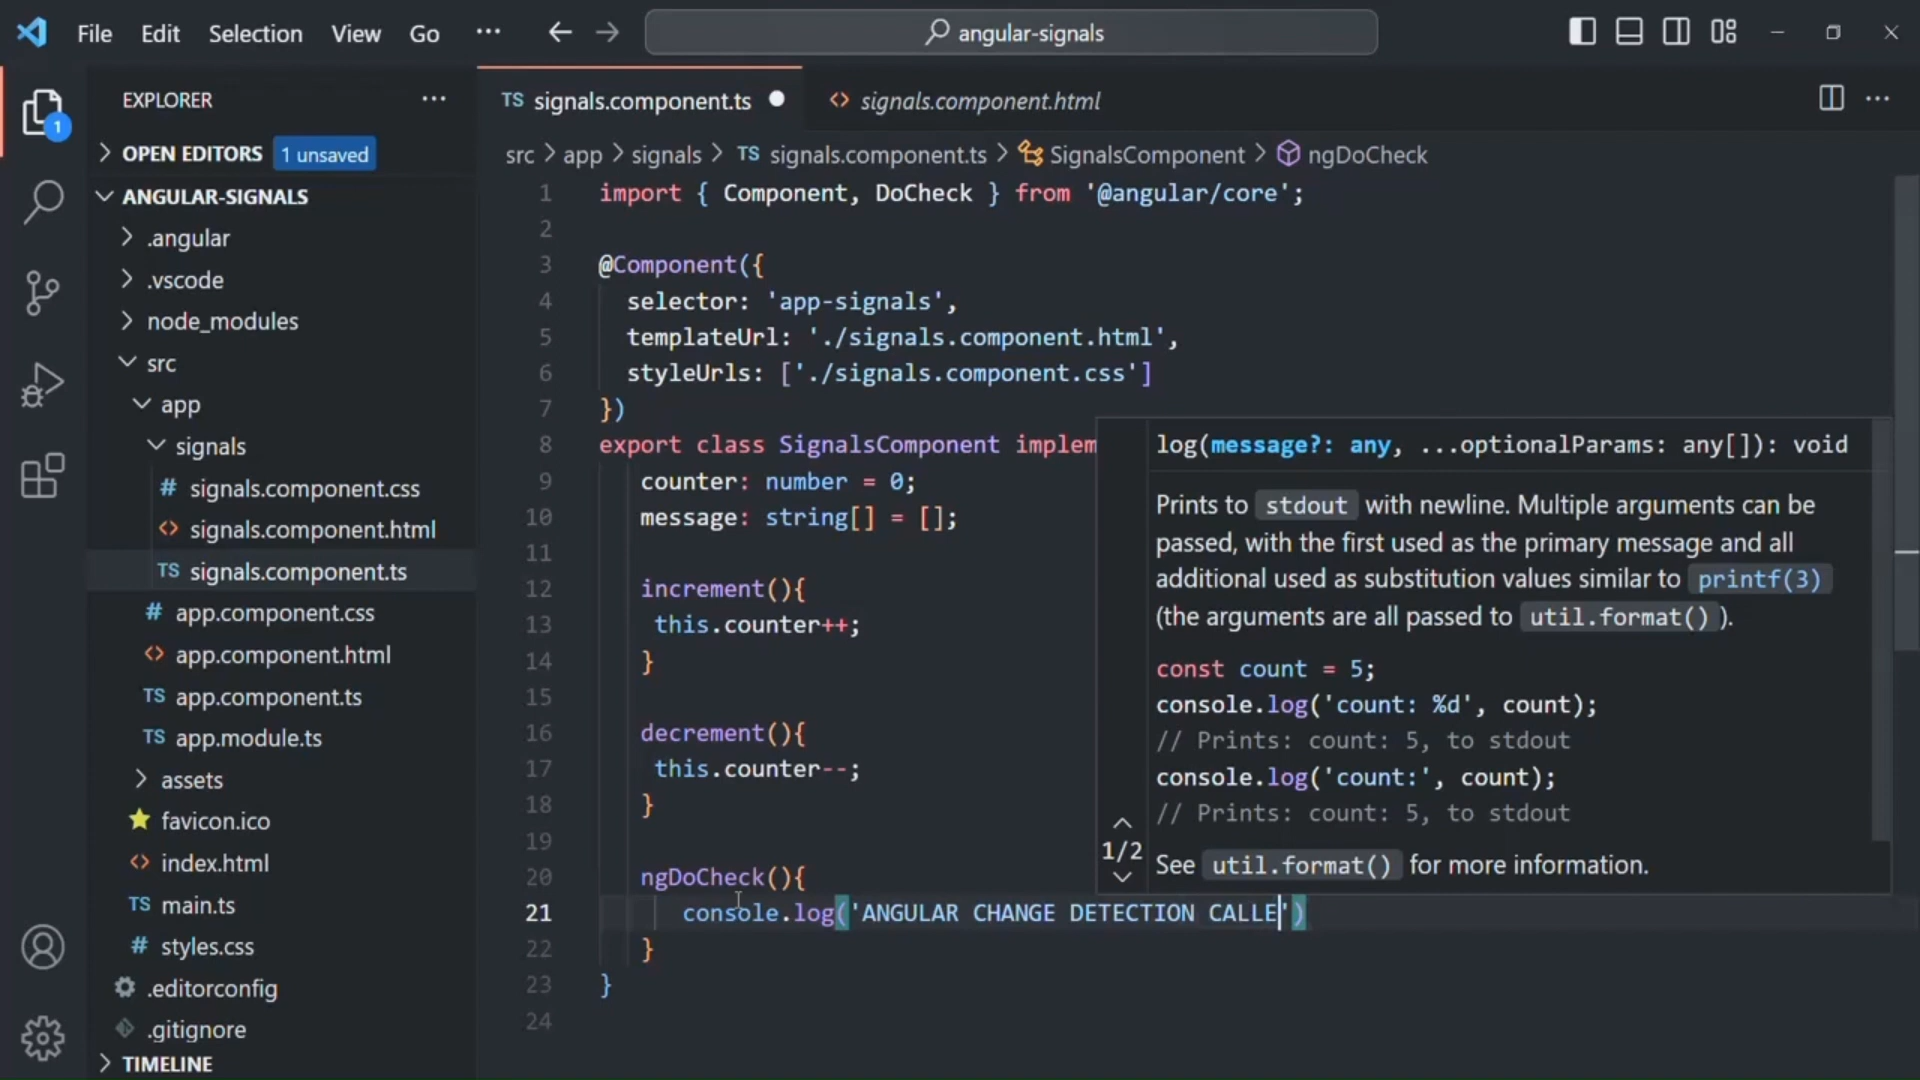 File Edit Selection View Go ··· angular-signals
EXPLORER ···
OPEN EDITORS 1 unsaved
ANGULAR-SIGNALS
.angular
.vscode
node_modules
src
app
signals
# signals.component.css
<> signals.component.html
TS signals.component.ts
# app.component.css
<> app.component.html
TS app.component.ts
TS app.module.ts
assets
favicon.ico
<> index.html
TS main.ts
# styles.css
.editorconfig
.gitignore
TIMELINE
1
TS signals.component.ts <> signals.component.html ···
src > app > signals > TS signals.component.ts > SignalsComponent > ngDoCheck
1 import { Component, DoCheck } from '@angular/core';
2
3 @Component({
4 selector: 'app-signals',
5 templateUrl: './signals.component.html',
6 styleUrls: ['./signals.component.css']
7 })
8 export class SignalsComponent implem
9 counter: number = 0;
10 message: string[] = [];
11
12 increment(){
13 this.counter++;
14 }
15
16 decrement(){
17 this.counter--;
18 }
19
20 ngDoCheck(){
21 console.log('ANGULAR CHANGE DETECTION CALLE')
22 }
23 }
24
log(message?: any, ...optionalParams: any[]): void
Prints to stdout with newline. Multiple arguments can be
passed, with the first used as the primary message and all
additional used as substitution values similar to printf(3)
(the arguments are all passed to util.format()).
const count = 5;
console.log('count: %d', count);
// Prints: count: 5, to stdout
console.log('count:', count);
// Prints: count: 5, to stdout
1/2
See util.format() for more information.